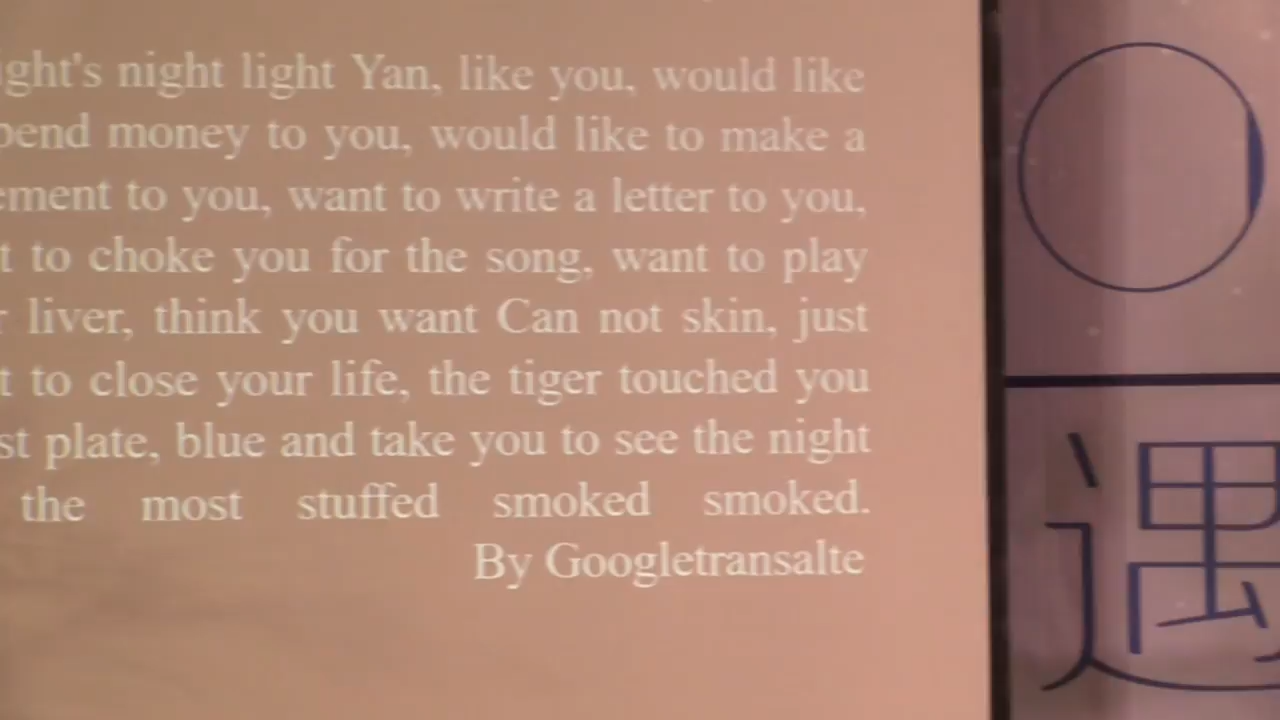 ight's night light Yan, like you, would like
pend money to you, would like to make a
ement to you, want to write a letter to you,
t to choke you for the song, want to play
r liver, think you want Can not skin, just
t to close your life, the tiger touched you
st plate, blue and take you to see the night
the most stuffed smoked smoked.
By Googletransalte
遇